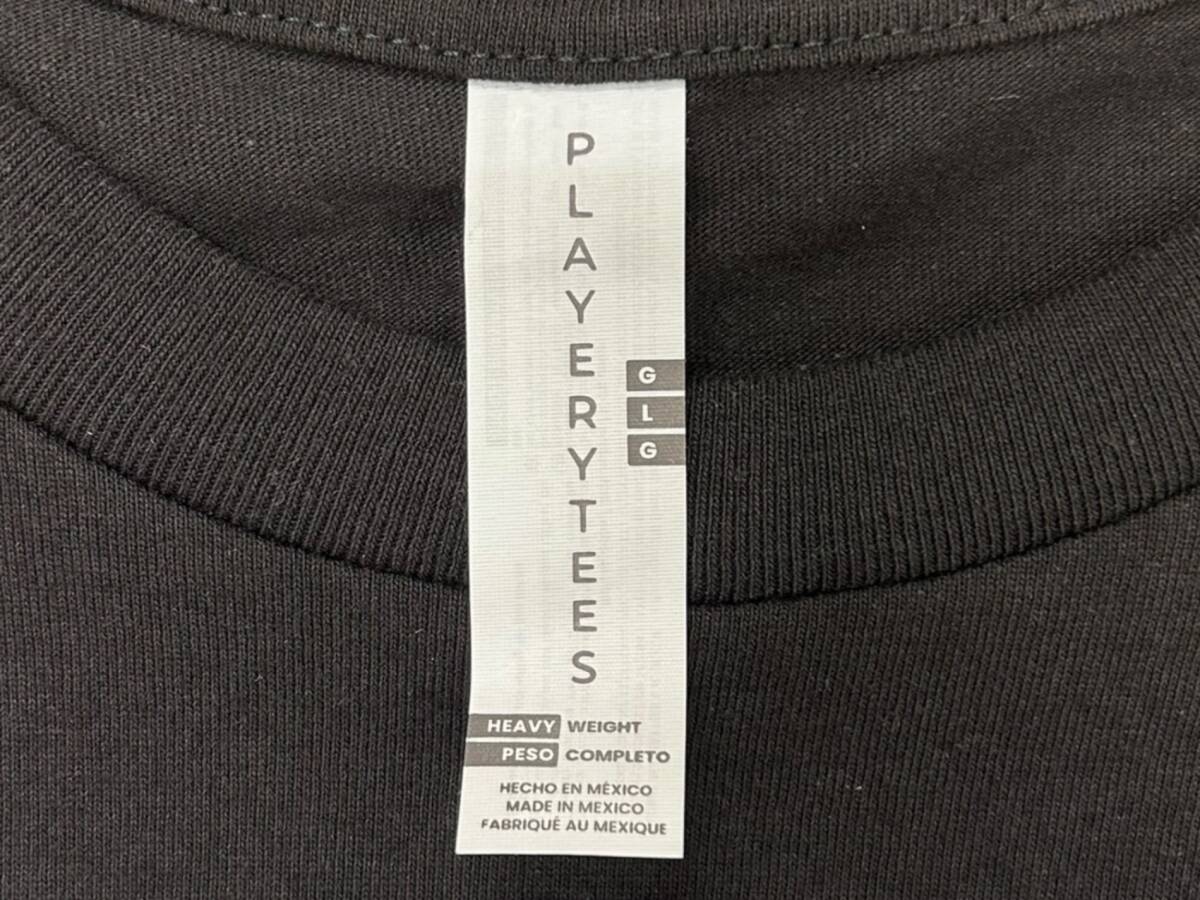 PLAYERYTEES
G
L
G
HEAVY WEIGHT
PESO COMPLETO
HECHO EN MÉXICO
MADE IN MEXICO
FABRIQUÉ AU MEXIQUE